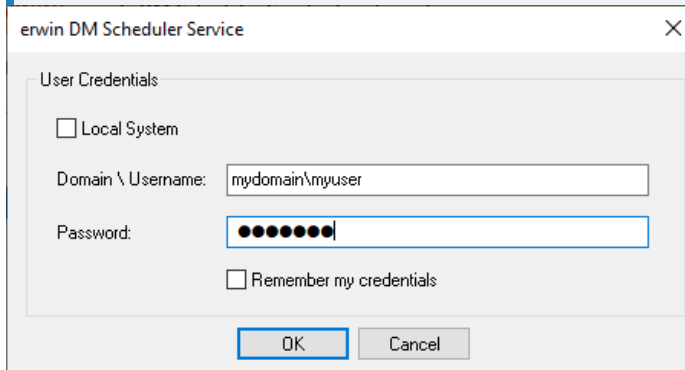 erwin DM Scheduler Service
User Credentials
Local System
Domain \ Username: mydomain\myuser
Password: ●●●●●●●
Remember my credentials
OK Cancel